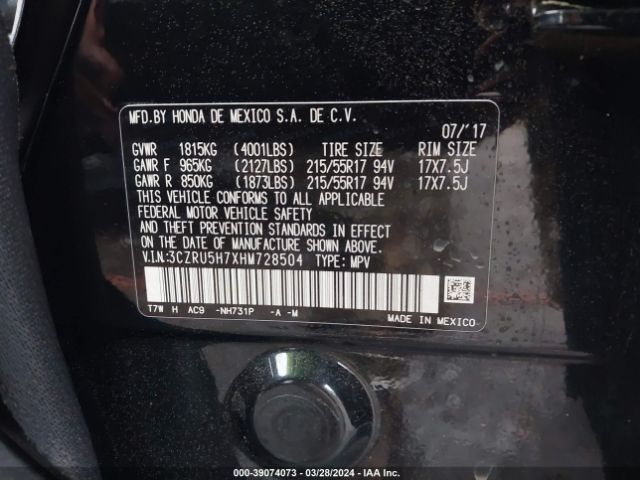 MFD.BY HONDA DE MEXICO S.A. DE C.V.
07/'17
GVWR 1815KG (4001LBS) TIRE SIZE RIM SIZE
GAWR F 965KG (2127LBS) 215/55R17 94V 17X7.5J
GAWR R 850KG (1873LBS) 215/55R17 94V 17X7.5J
THIS VEHICLE CONFORMS TO ALL APPLICABLE
FEDERAL MOTOR VEHICLE SAFETY
AND THEFT PREVENTION STANDARDS IN EFFECT
ON THE DATE OF MANUFACTURE SHOWN ABOVE.
V.I.N:3CZRU5H7XHM728504 TYPE: MPV
T7W H AC9 -NH731P -A -M
MADE IN MEXICO
000-39074073 — 03/28/2024 — IAA Inc.